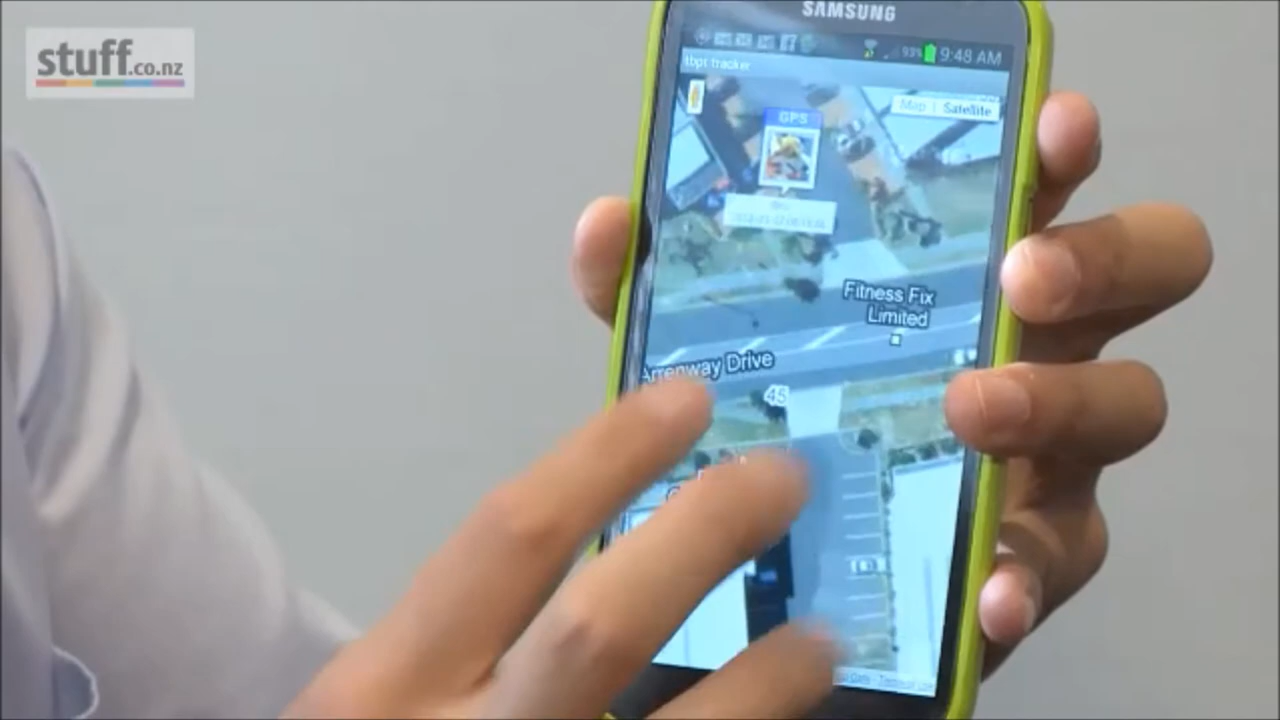 stuff.co.nz
SAMSUNG
93% 9:48 AM
tbpt tracker
Map | Satellite
GPS
Fitness Fix
Limited
Arrenway Drive
45